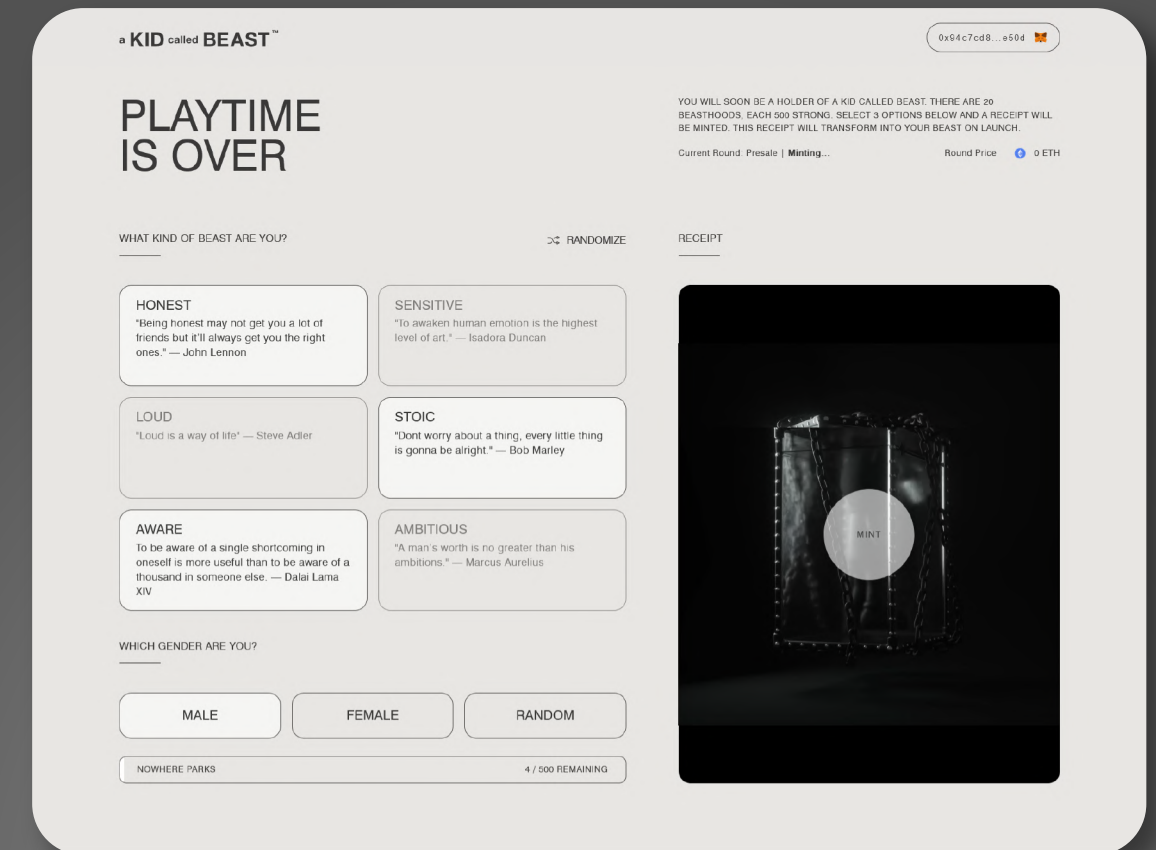 a KID called BEAST™
0x94c7cd8...e50d
PLAYTIME
IS OVER
YOU WILL SOON BE A HOLDER OF A KID CALLED BEAST. THERE ARE 20
BEASTHOODS, EACH 500 STRONG. SELECT 3 OPTIONS BELOW AND A RECEIPT WILL
BE MINTED. THIS RECEIPT WILL TRANSFORM INTO YOUR BEAST ON LAUNCH.
Current Round: Presale | Minting...
Round Price 0 ETH
WHAT KIND OF BEAST ARE YOU?
RANDOMIZE
HONEST
"Being honest may not get you a lot of
friends but it'll always get you the right
ones." — John Lennon
SENSITIVE
"To awaken human emotion is the highest
level of art." — Isadora Duncan
LOUD
"Loud is a way of life" — Steve Adler
STOIC
"Dont worry about a thing, every little thing
is gonna be alright." — Bob Marley
AWARE
To be aware of a single shortcoming in
oneself is more useful than to be aware of a
thousand in someone else. — Dalai Lama
XIV
AMBITIOUS
"A man's worth is no greater than his
ambitions." — Marcus Aurelius
WHICH GENDER ARE YOU?
MALE
FEMALE
RANDOM
NOWHERE PARKS
4 / 500 REMAINING
RECEIPT
MINT